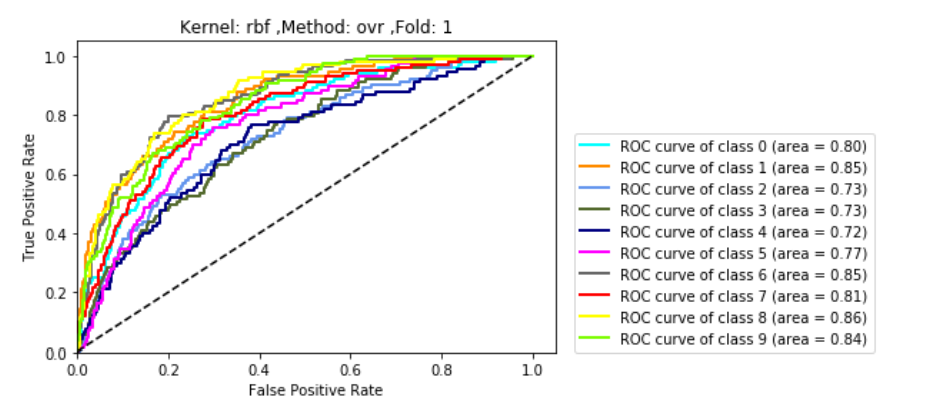 Kernel: rbf ,Method: ovr ,Fold: 1
True Positive Rate
1.0
0.8
0.6
0.4
0.2
0.0
0.0 0.2 0.4 0.6 0.8 1.0
False Positive Rate
ROC curve of class 0 (area = 0.80)
ROC curve of class 1 (area = 0.85)
ROC curve of class 2 (area = 0.73)
ROC curve of class 3 (area = 0.73)
ROC curve of class 4 (area = 0.72)
ROC curve of class 5 (area = 0.77)
ROC curve of class 6 (area = 0.85)
ROC curve of class 7 (area = 0.81)
ROC curve of class 8 (area = 0.86)
ROC curve of class 9 (area = 0.84)